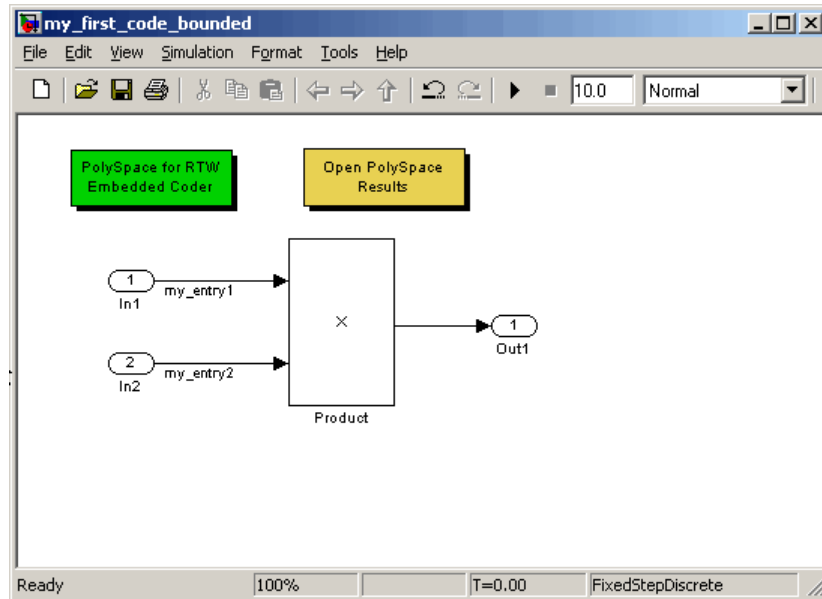 my_first_code_bounded
File Edit View Simulation Format Tools Help
10.0 Normal
PolySpace for RTW
Embedded Coder
Open PolySpace
Results
1
In1
my_entry1
2
In2
my_entry2
×
Product
1
Out1
Ready 100% T=0.00 FixedStepDiscrete